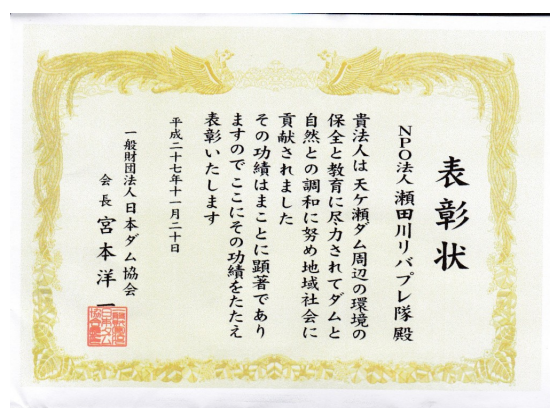 表彰状
NPO法人瀬田川リバプレ隊 殿
貴法人は天ケ瀬ダム周辺の環境の
保全と教育に尽力されてダムと
自然との調和に努め地域社会に
貢献されました
その功績はまことに顕著であり
ますのでここにその功績をたたえ
表彰いたします
平成二十七年十一月二十日
一般財団法人日本ダム協会
会長 宮本洋一